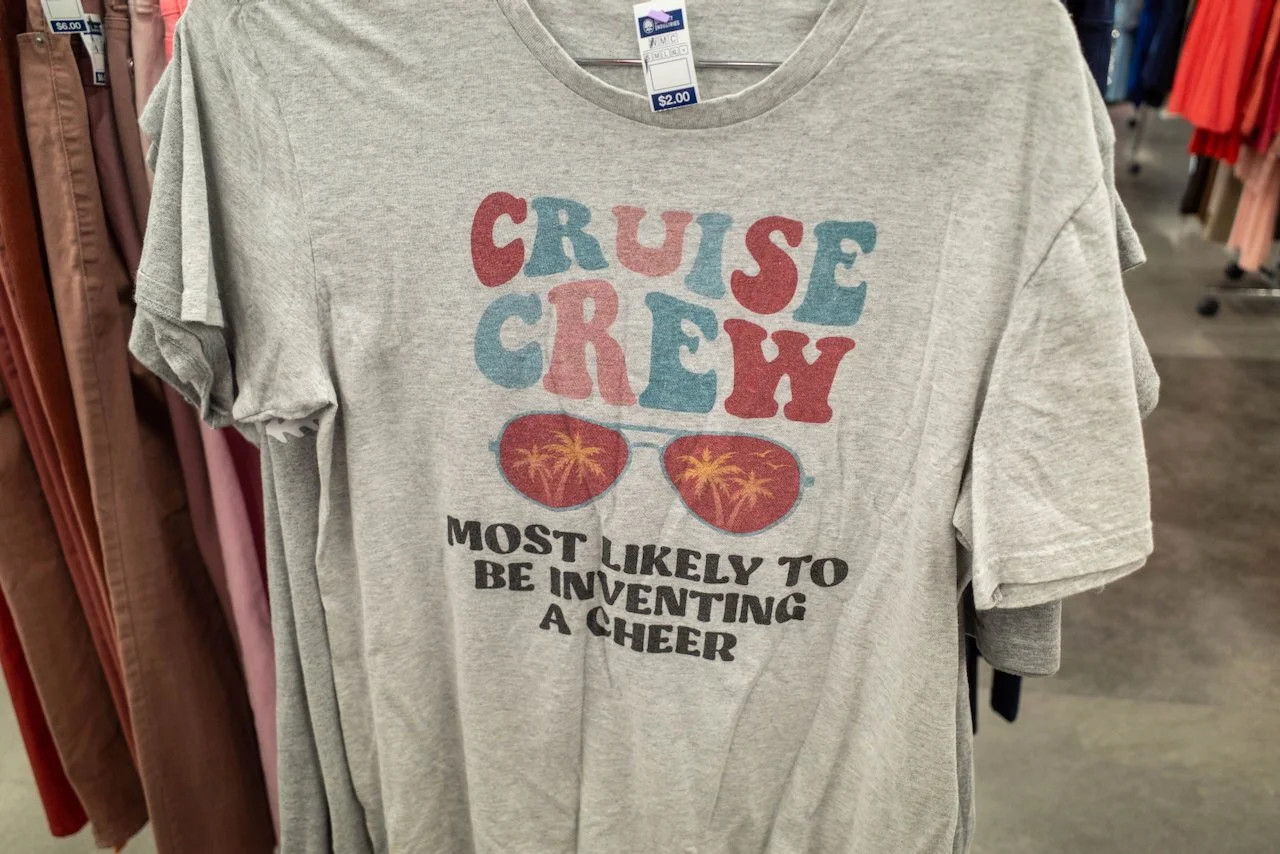 $6.00
$2.00
CRUISE
CREW
MOST LIKELY TO
BE INVENTING
A CHEER